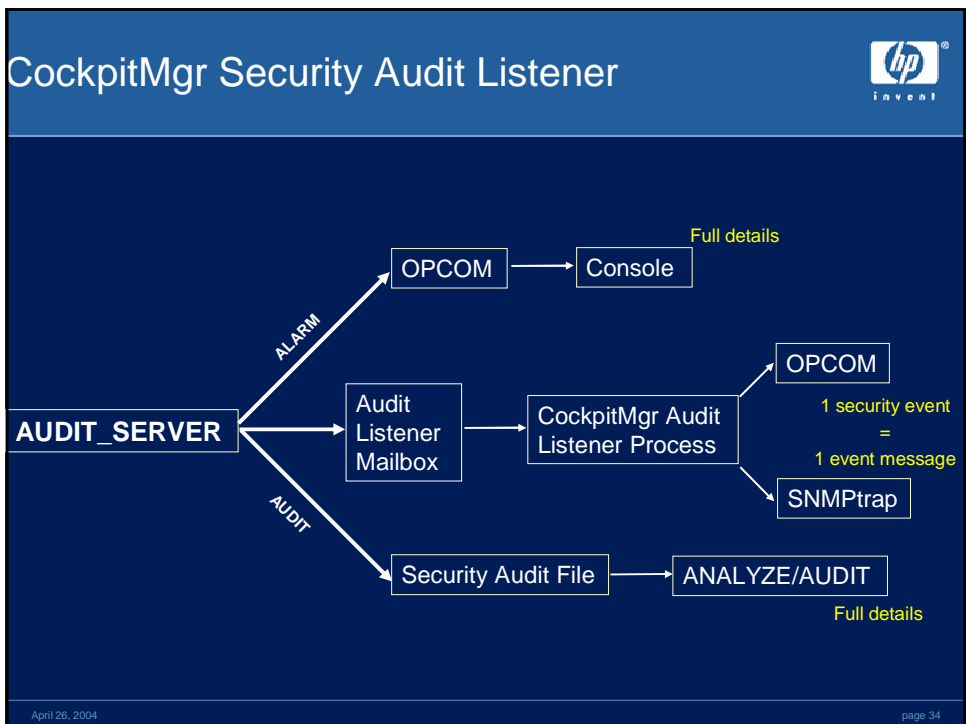 CockpitMgr Security Audit Listener
hp
®
invent
Full details
OPCOM
Console
ALARM
OPCOM
AUDIT_SERVER
Audit
Listener
Mailbox
CockpitMgr Audit
Listener Process
1 security event
=
1 event message
SNMPtrap
AUDIT
Security Audit File
ANALYZE/AUDIT
Full details
April 26, 2004
page 34